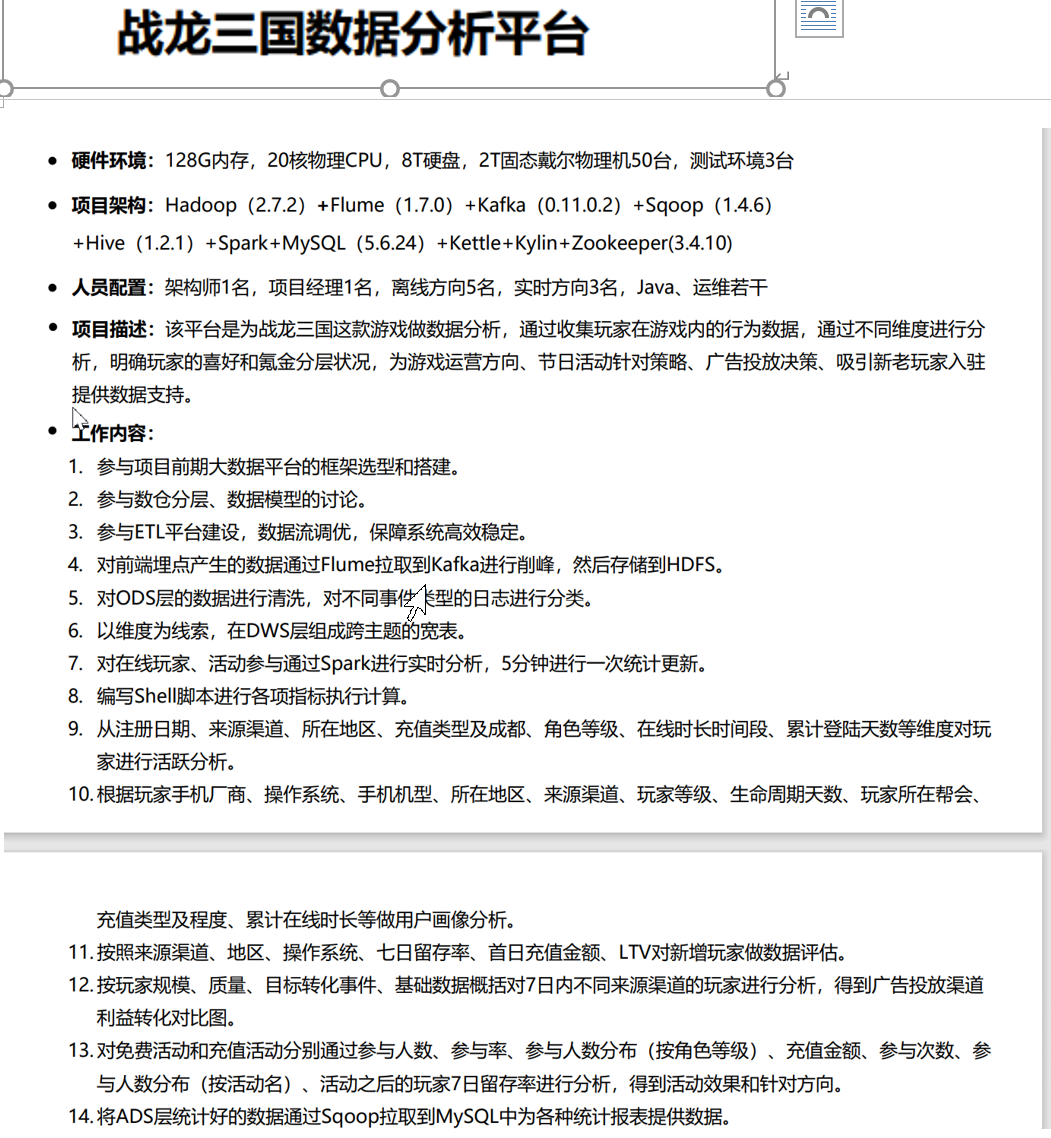 战龙三国数据分析平台
硬件环境：128G内存，20核物理CPU，8T硬盘，2T固态戴尔物理机50台，测试环境3台
项目架构：Hadoop（2.7.2）+Flume（1.7.0）+Kafka（0.11.0.2）+Sqoop（1.4.6）
+Hive（1.2.1）+Spark+MySQL（5.6.24）+Kettle+Kylin+Zookeeper(3.4.10)
人员配置：架构师1名，项目经理1名，离线方向5名，实时方向3名，Java、运维若干
项目描述：该平台是为战龙三国这款游戏做数据分析，通过收集玩家在游戏内的行为数据，通过不同维度进行分
析，明确玩家的喜好和氪金分层状况，为游戏运营方向、节日活动针对策略、广告投放决策、吸引新老玩家入驻
提供数据支持。
工作内容：
1. 参与项目前期大数据平台的框架选型和搭建。
2. 参与数仓分层、数据模型的讨论。
3. 参与ETL平台建设，数据流调优，保障系统高效稳定。
4. 对前端埋点产生的数据通过Flume拉取到Kafka进行削峰，然后存储到HDFS。
5. 对ODS层的数据进行清洗，对不同事件类型的日志进行分类。
6. 以维度为线索，在DWS层组成跨主题的宽表。
7. 对在线玩家、活动参与通过Spark进行实时分析，5分钟进行一次统计更新。
8. 编写Shell脚本进行各项指标执行计算。
9. 从注册日期、来源渠道、所在地区、充值类型及成都、角色等级、在线时长时间段、累计登陆天数等维度对玩
家进行活跃分析。
10. 根据玩家手机厂商、操作系统、手机机型、所在地区、来源渠道、玩家等级、生命周期天数、玩家所在帮会、
充值类型及程度、累计在线时长等做用户画像分析。
11. 按照来源渠道、地区、操作系统、七日留存率、首日充值金额、LTV对新增玩家做数据评估。
12. 按玩家规模、质量、目标转化事件、基础数据概括对7日内不同来源渠道的玩家进行分析，得到广告投放渠道
利益转化对比图。
13. 对免费活动和充值活动分别通过参与人数、参与率、参与人数分布（按角色等级）、充值金额、参与次数、参
与人数分布（按活动名）、活动之后的玩家7日留存率进行分析，得到活动效果和针对方向。
14. 将ADS层统计好的数据通过Sqoop拉取到MySQL中为各种统计报表提供数据。